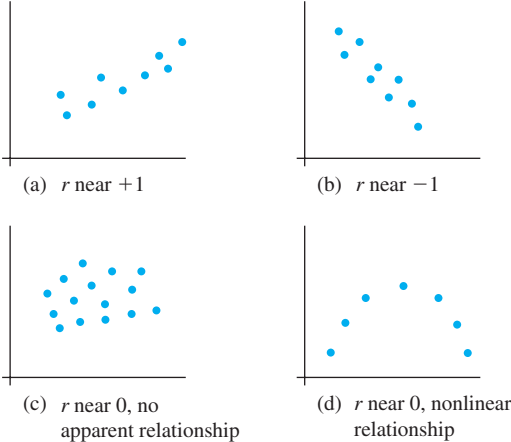 (a) r near +1
(b) r near −1
(c) r near 0, no
apparent relationship
(d) r near 0, nonlinear
relationship